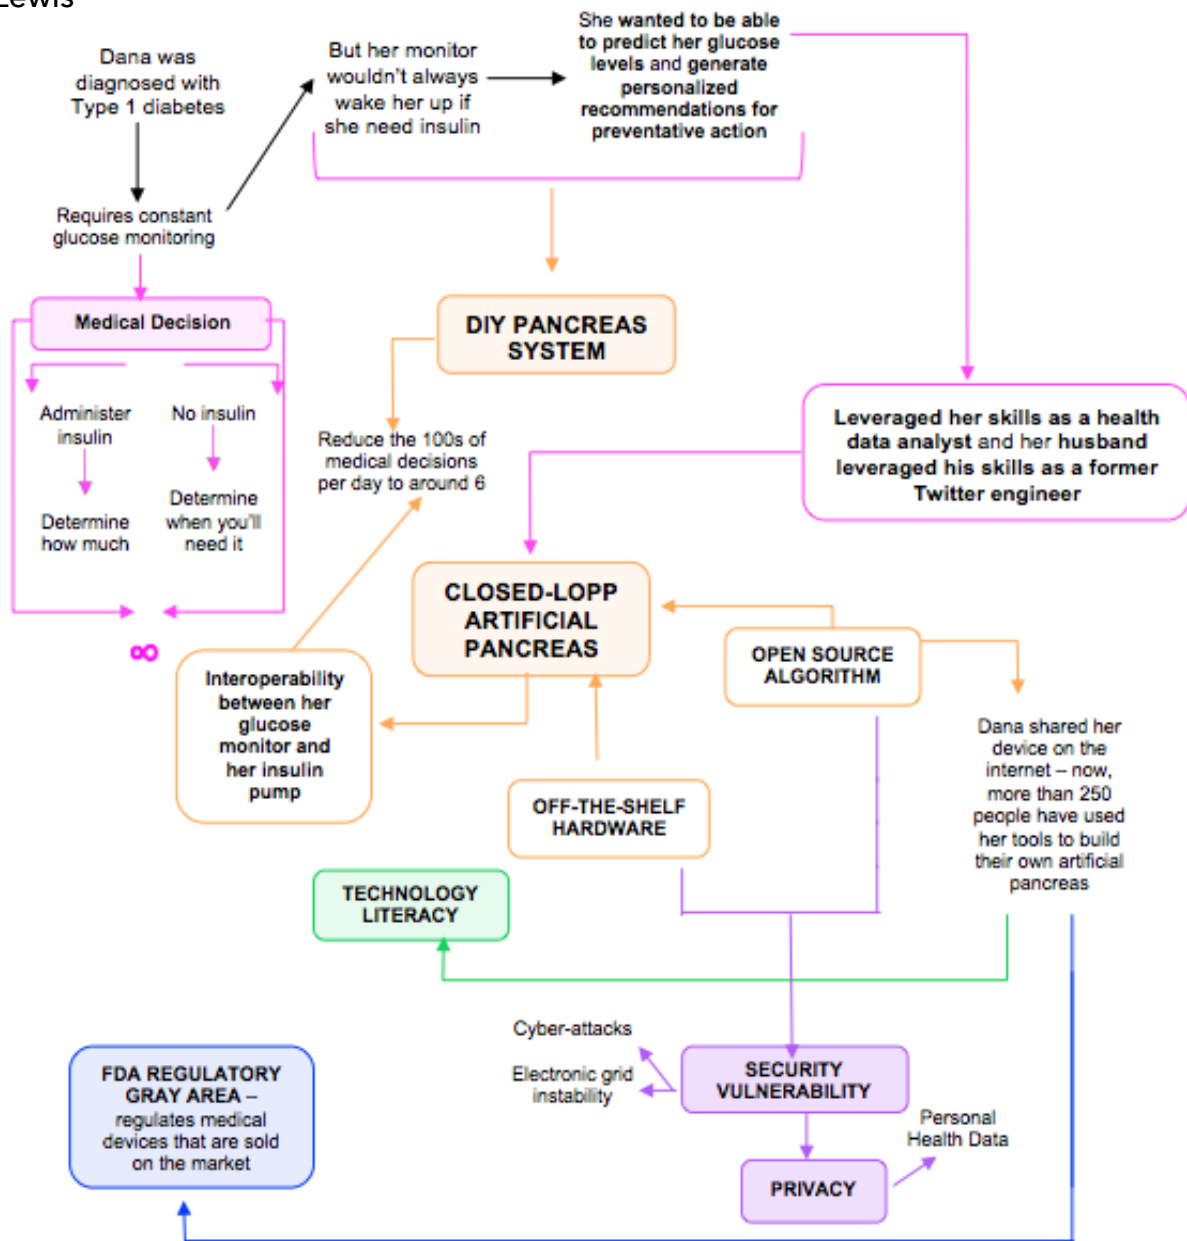 Lewis
Dana was
diagnosed with
Type 1 diabetes
But her monitor
wouldn't always
wake her up if
she need insulin
She wanted to be able
to predict her glucose
levels and generate
personalized
recommendations for
preventative action
Requires constant
glucose monitoring
Medical Decision
Administer
insulin
No insulin
Determine
how much
Determine
when you'll
need it
∞
DIY PANCREAS
SYSTEM
Reduce the 100s of
medical decisions
per day to around 6
Leveraged her skills as a health
data analyst and her husband
leveraged his skills as a former
Twitter engineer
CLOSED-LOPP
ARTIFICIAL
PANCREAS
Interoperability
between her
glucose
monitor and
her insulin
pump
OPEN SOURCE
ALGORITHM
OFF-THE-SHELF
HARDWARE
Dana shared her
device on the
internet – now,
more than 250
people have used
her tools to build
their own artificial
pancreas
TECHNOLOGY
LITERACY
Cyber-attacks
Electronic grid
instability
SECURITY
VULNERABILITY
Personal
Health Data
PRIVACY
FDA REGULATORY
GRAY AREA –
regulates medical
devices that are sold
on the market